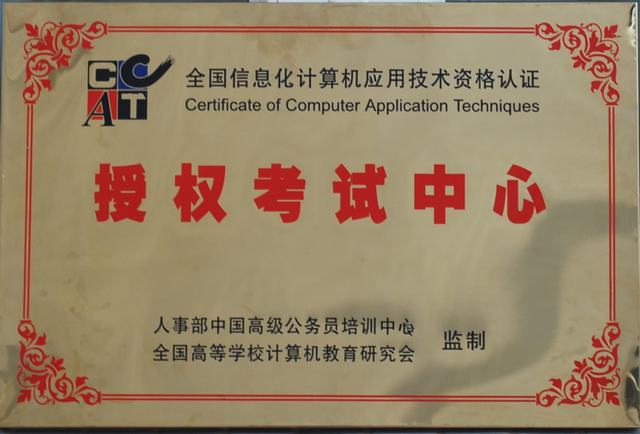 CCAT
全国信息化计算机应用技术资格认证
Certificate of Computer Application Techniques
授权考试中心
人事部中国高级公务员培训中心
全国高等学校计算机教育研究会
监制